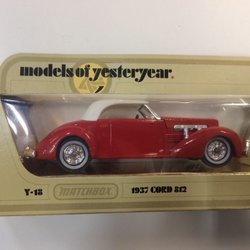 models of yesteryear.
Y-18 MATCHBOX 1937 CORD 812